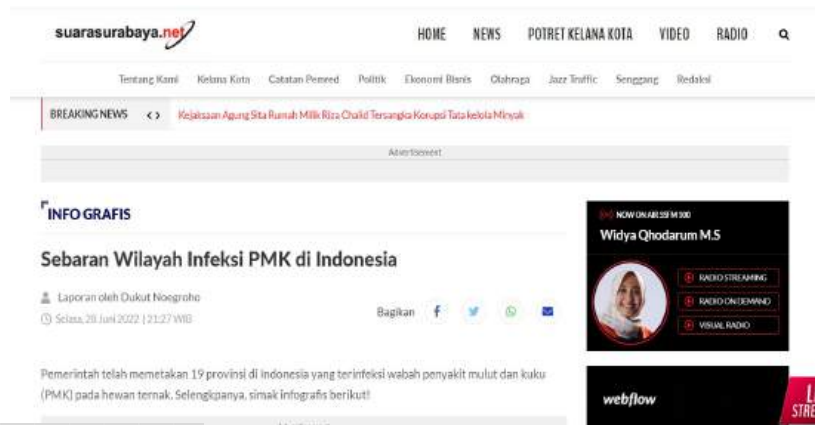 suarasurabaya.net
HOME NEWS POTRET KELANA KOTA VIDEO RADIO
Tentang Kami Kelana Kota Catatan Pemred Politik Ekonomi Bisnis Olahraga Jazz Traffic Senggang Redaksi
BREAKING NEWS < > Kejaksaan Agung Sita Rumah Milik Riza Chalid Tersangka Korupsi Tata kelola Minyak
Advertisement
INFO GRAFIS
Sebaran Wilayah Infeksi PMK di Indonesia
Laporan oleh Dukut Noegroho
Selasa, 28 Juni 2022 | 21:27 WIB
Bagikan
Pemerintah telah memetakan 19 provinsi di Indonesia yang terinfeksi wabah penyakit mulut dan kuku
(PMK) pada hewan ternak. Selengkpanya, simak infografis berikut!
NOW ON AIR SS FM 100
Widya Qhodarum M.S
RADIO STREAMING
RADIO ON DEMAND
VISUAL RADIO
webflow